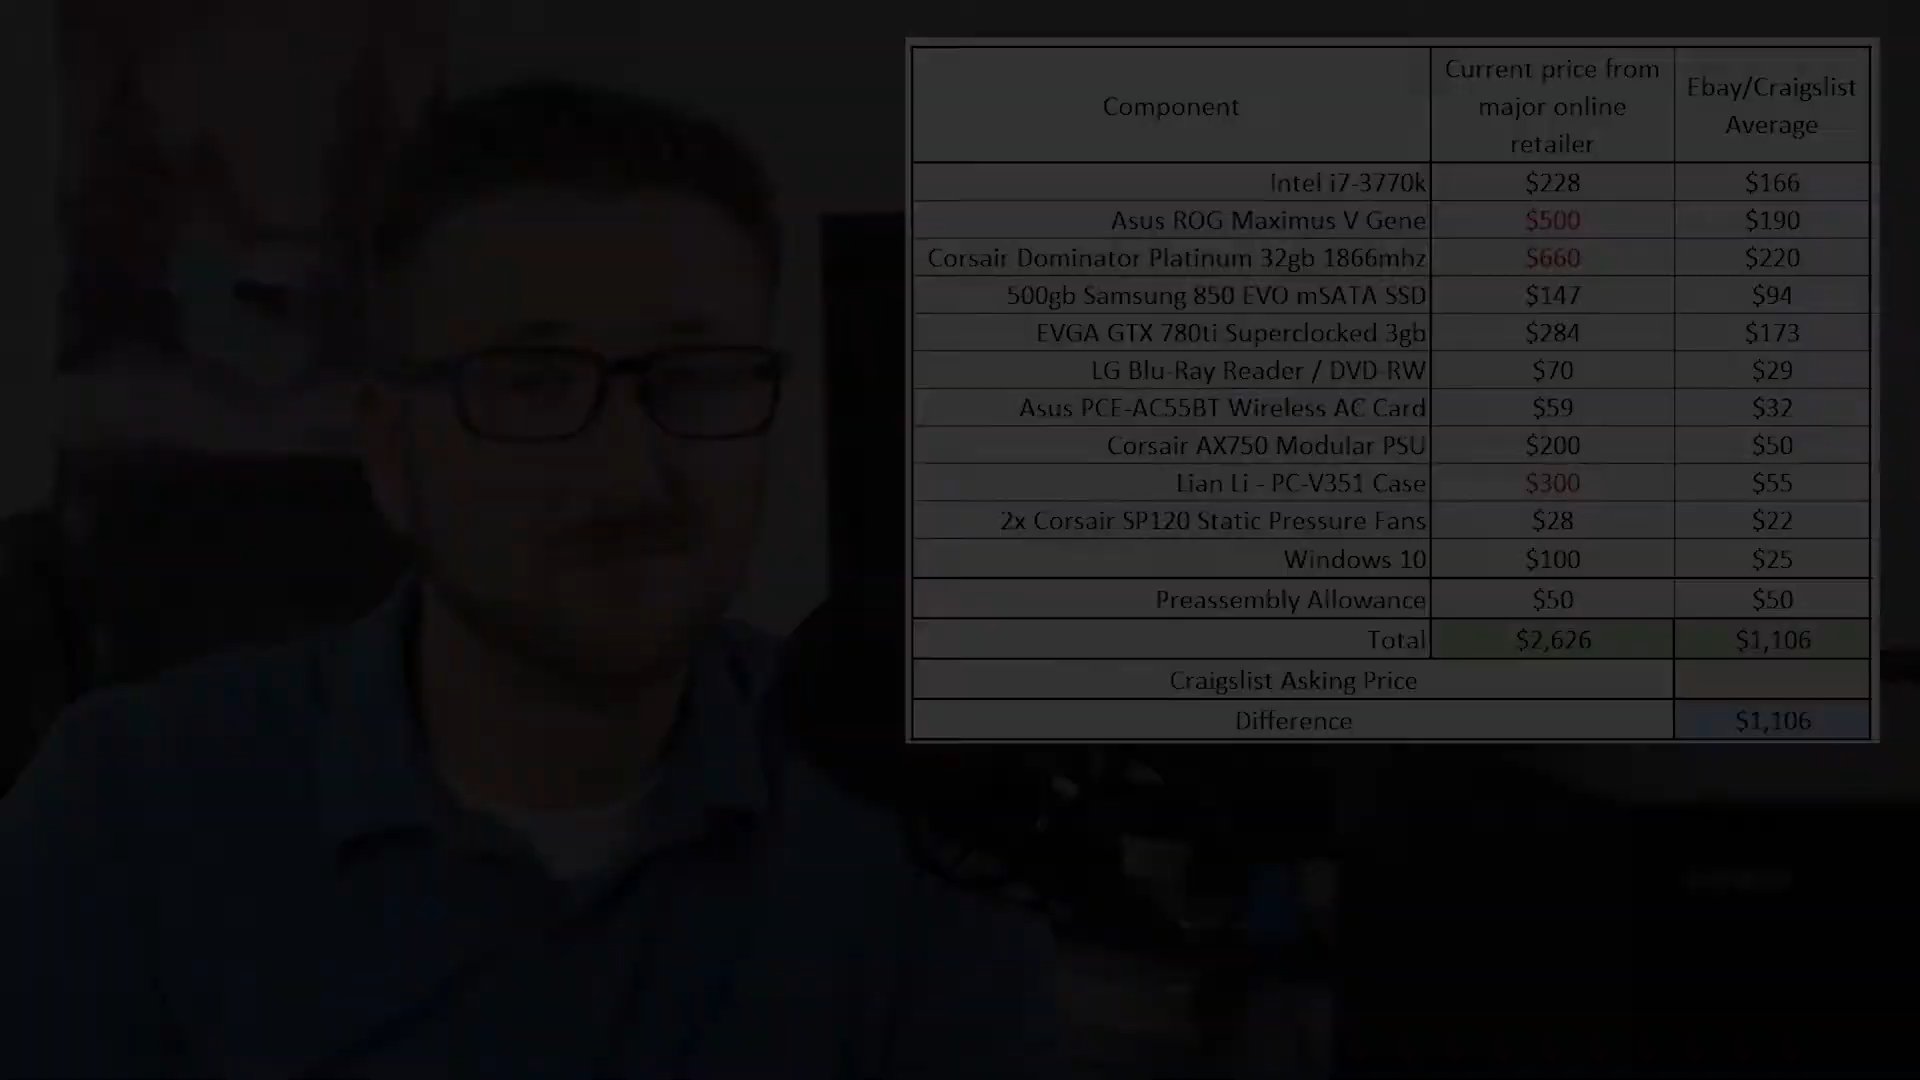 Component
Current price from
major online
retailer
Ebay/Craigslist
Average
Intel i7-3770k $228 $166
Asus ROG Maximus V Gene $500 $190
Corsair Dominator Platinum 32gb 1866mhz $660 $220
500gb Samsung 850 EVO mSATA SSD $147 $94
EVGA GTX 780ti Superclocked 3gb $284 $173
LG Blu-Ray Reader / DVD RW $70 $29
Asus PCE-AC55BT Wireless AC Card $59 $32
Corsair AX750 Modular PSU $200 $50
Lian Li - PC-V351 Case $300 $55
2x Corsair SP120 Static Pressure Fans $28 $22
Windows 10 $100 $25
Preassembly Allowance $50 $50
Total $2,626 $1,106
Craigslist Asking Price
Difference $1,106